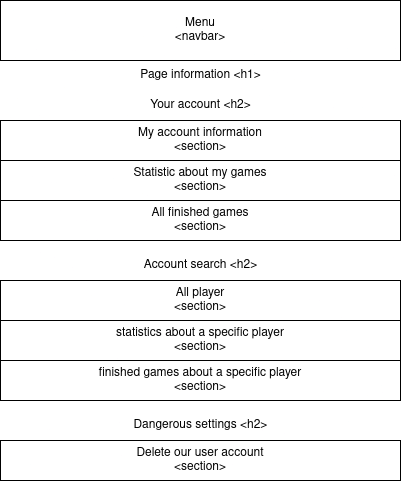 Menu
<navbar>
Page information <h1>
Your account <h2>
My account information
<section>
Statistic about my games
<section>
All finished games
<section>
Account search <h2>
All player
<section>
statistics about a specific player
<section>
finished games about a specific player
<section>
Dangerous settings <h2>
Delete our user account
<section>